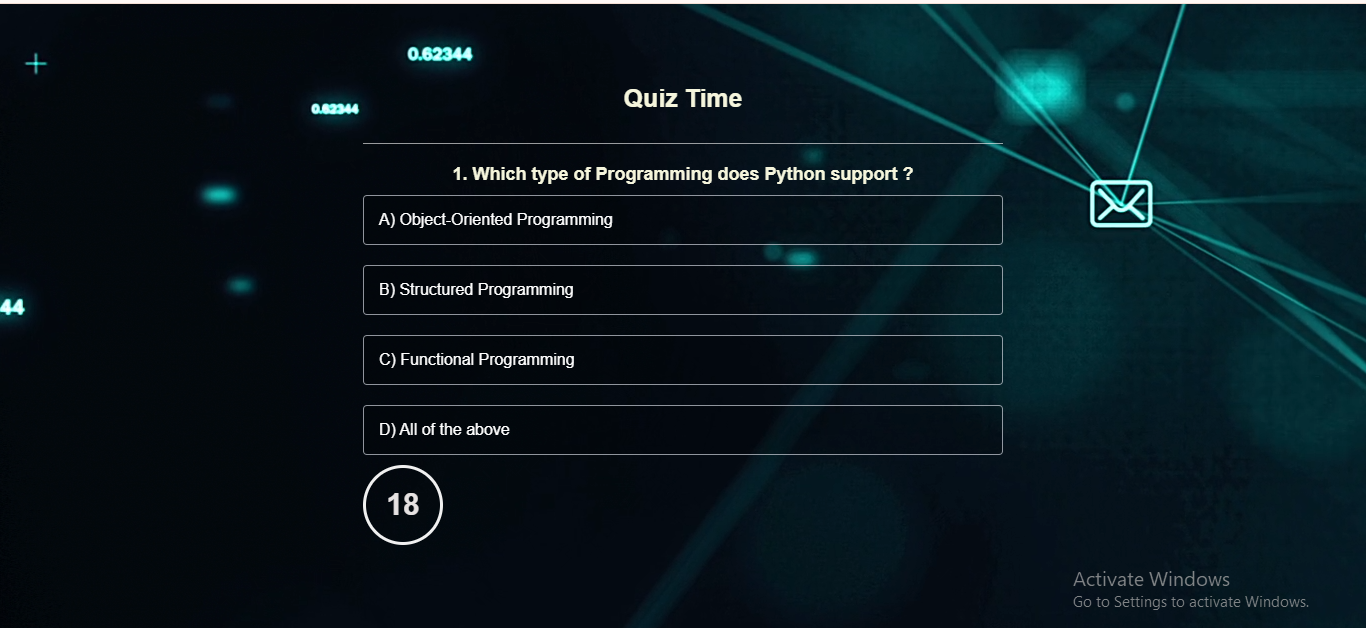 0.62344
Quiz Time
0.62344
1. Which type of Programming does Python support ?
A) Object-Oriented Programming
B) Structured Programming
44
C) Functional Programming
D) All of the above
18
Activate Windows
Go to Settings to activate Windows.